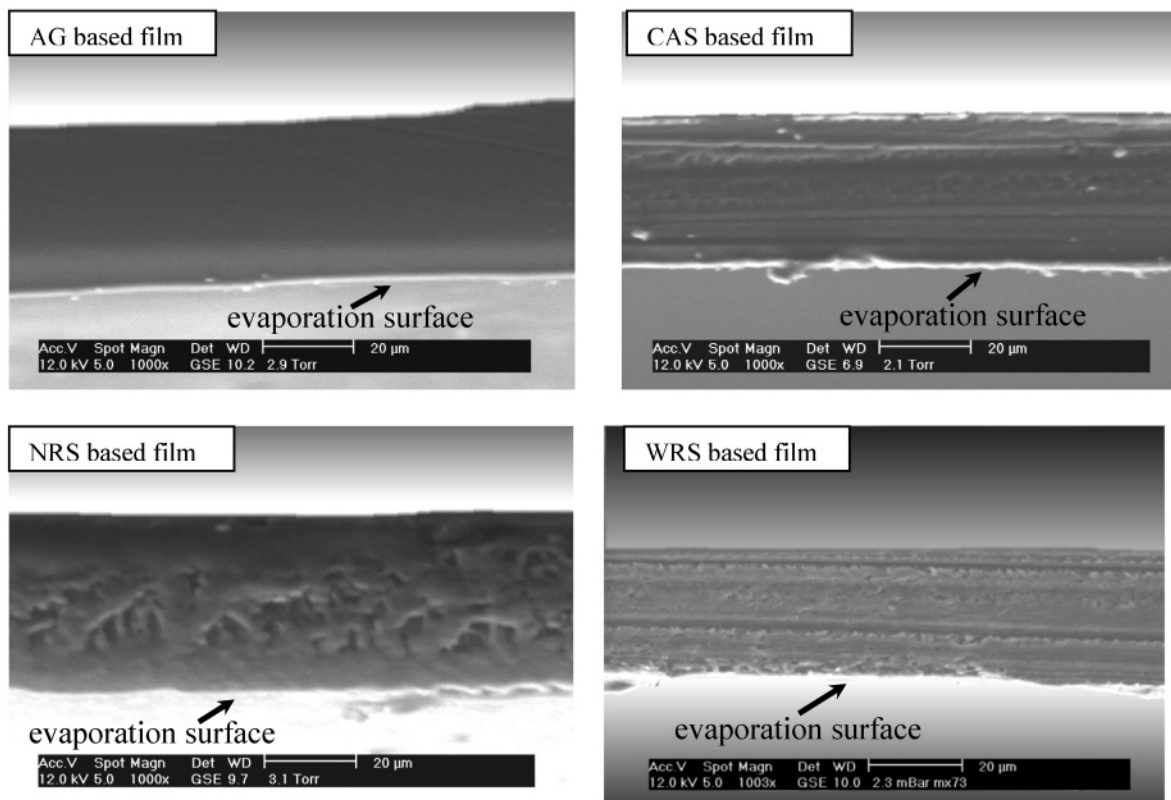 AG based film
evaporation surface
Acc.V Spot Magn Det WD 20 µm
12.0 kV 5.0 1000x GSE 10.2 2.9 Torr
CAS based film
evaporation surface
Acc.V Spot Magn Det WD 20 µm
12.0 kV 5.0 1000x GSE 6.9 2.1 Torr
NRS based film
evaporation surface
Acc.V Spot Magn Det WD 20 µm
12.0 kV 5.0 1000x GSE 9.7 3.1 Torr
WRS based film
evaporation surface
Acc.V Spot Magn Det WD 20 µm
12.0 kV 5.0 1003x GSE 10.0 2.3 mBar mx73